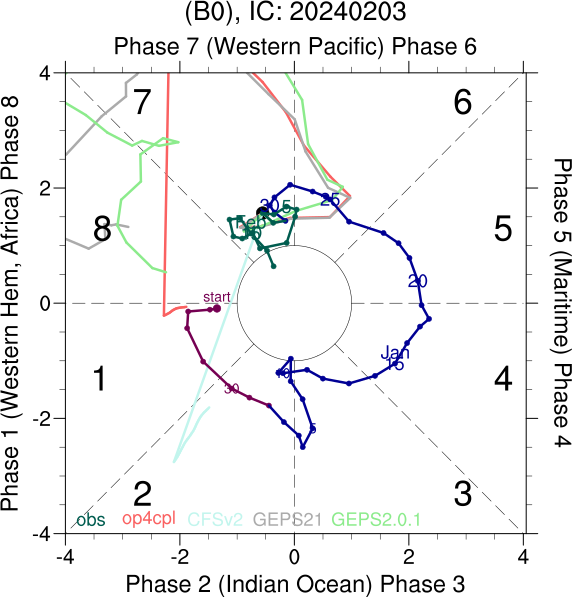 (B0), IC: 20240203
Phase 7 (Western Pacific) Phase 6
4
7
6
Phase 1 (Western Hem, Africa) Phase 8
Phase 5 (Maritime) Phase 4
2
30
5
25
Feb
8
5
20
start
0
Jan
15
1
10
4
30
-2
5
2
3
obs
op4cpl
CFSv2
GEPS21
GEPS2.0.1
-4
-4
-2
0
2
4
Phase 2 (Indian Ocean) Phase 3